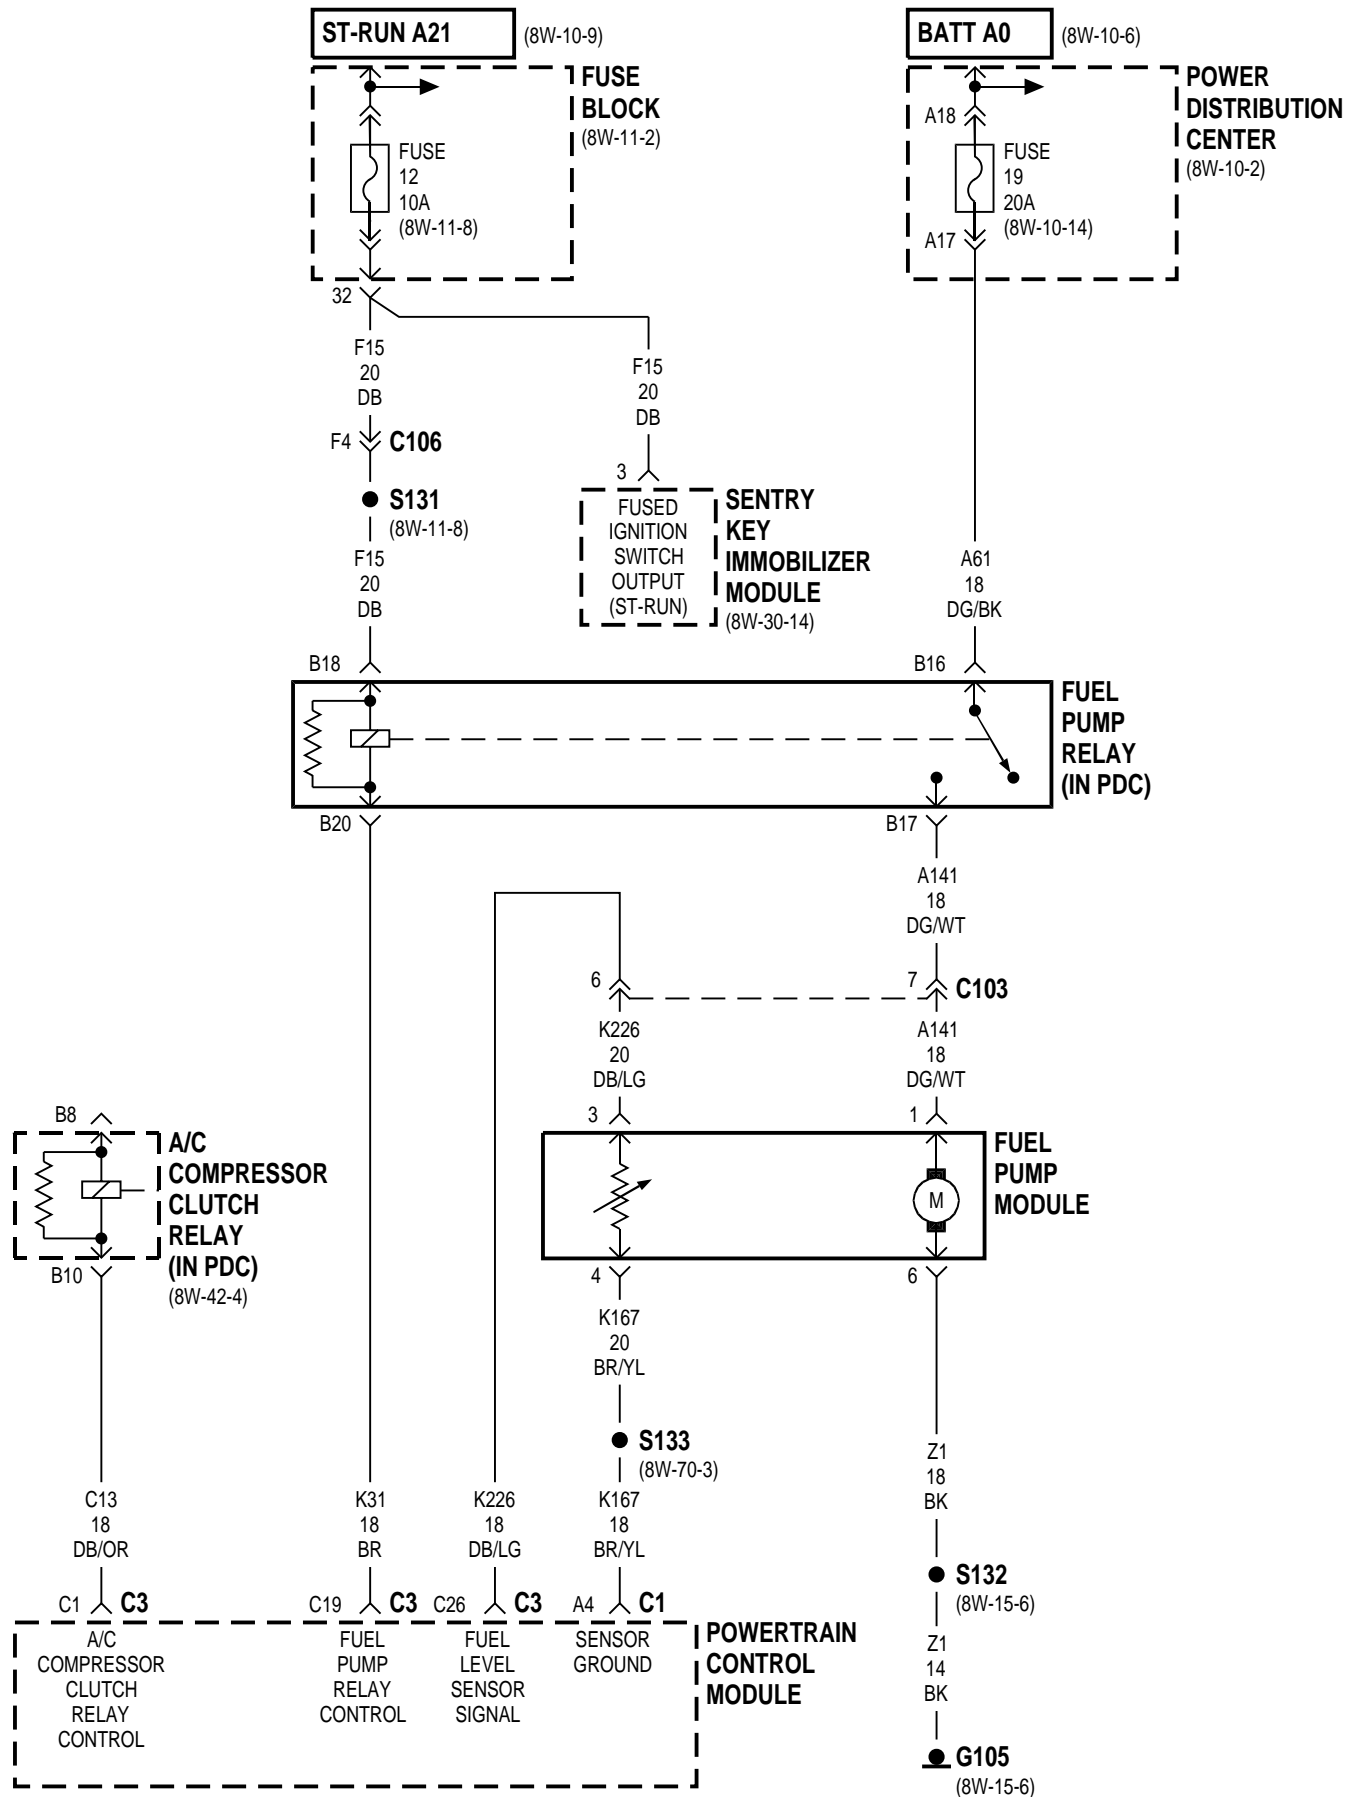 ST-RUN A21
(8W-10-9)
BATT A0
(8W-10-6)
FUSE
BLOCK
(8W-11-2)
POWER
DISTRIBUTION
CENTER
(8W-10-2)
FUSE
12
10A
(8W-11-8)
A18
FUSE
19
20A
(8W-10-14)
A17
32
F15
20
DB
F15
20
DB
F4
C106
S131
(8W-11-8)
3
FUSED
IGNITION
SWITCH
OUTPUT
(ST-RUN)
SENTRY
KEY
IMMOBILIZER
MODULE
(8W-30-14)
F15
20
DB
A61
18
DG/BK
B18
B16
FUEL
PUMP
RELAY
(IN PDC)
B20
B17
A141
18
DG/WT
6
7
C103
K226
20
DB/LG
A141
18
DG/WT
B8
3
1
A/C
COMPRESSOR
CLUTCH
RELAY
(IN PDC)
(8W-42-4)
M
FUEL
PUMP
MODULE
B10
4
6
K167
20
BR/YL
S133
(8W-70-3)
Z1
18
BK
C13
18
DB/OR
K31
18
BR
K226
18
DB/LG
K167
18
BR/YL
S132
(8W-15-6)
C1
C3
C19
C3
C26
C3
A4
C1
A/C
COMPRESSOR
CLUTCH
RELAY
CONTROL
FUEL
PUMP
RELAY
CONTROL
FUEL
LEVEL
SENSOR
SIGNAL
SENSOR
GROUND
POWERTRAIN
CONTROL
MODULE
Z1
14
BK
G105
(8W-15-6)